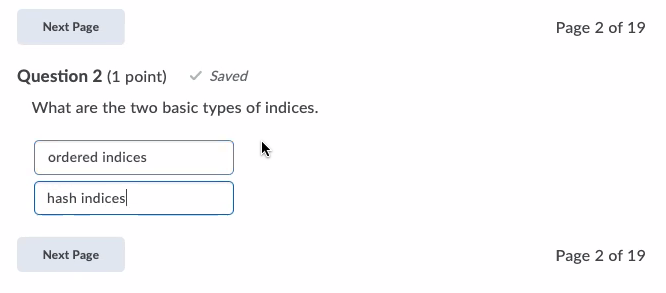 Next Page
Page 2 of 19
Question 2 (1 point) Saved
What are the two basic types of indices.
ordered indices
hash indices
Next Page
Page 2 of 19